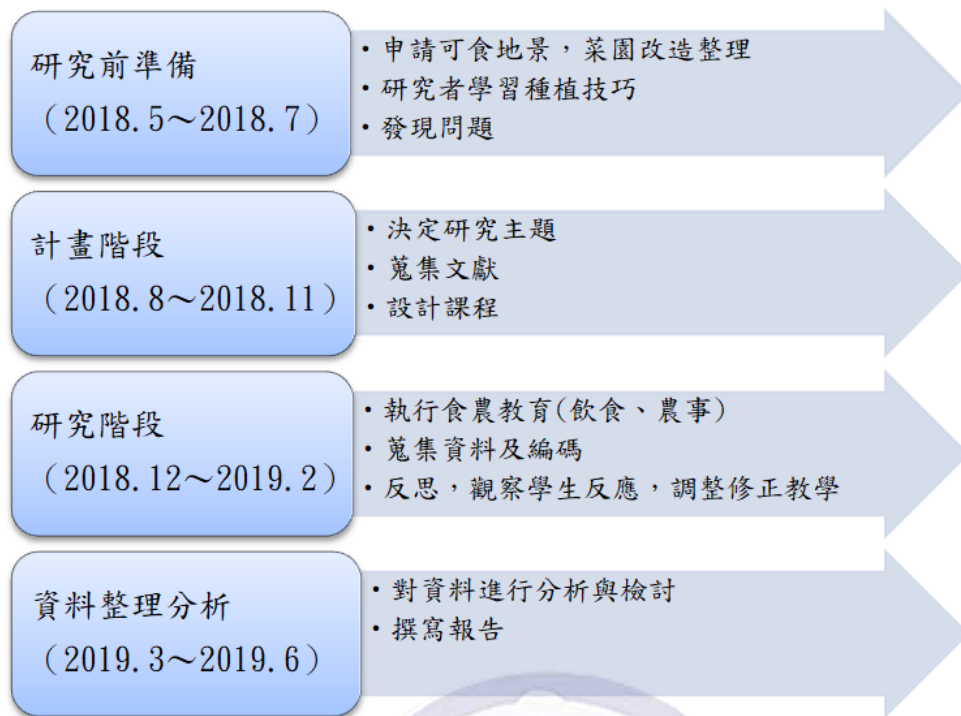 研究前準備
（2018.5～2018.7）
・申請可食地景，菜園改造整理
・研究者學習種植技巧
・發現問題
計畫階段
（2018.8～2018.11）
・決定研究主題
・蒐集文獻
・設計課程
研究階段
（2018.12～2019.2）
・執行食農教育(飲食、農事)
・蒐集資料及編碼
・反思，觀察學生反應，調整修正教學
資料整理分析
（2019.3～2019.6）
・對資料進行分析與檢討
・撰寫報告